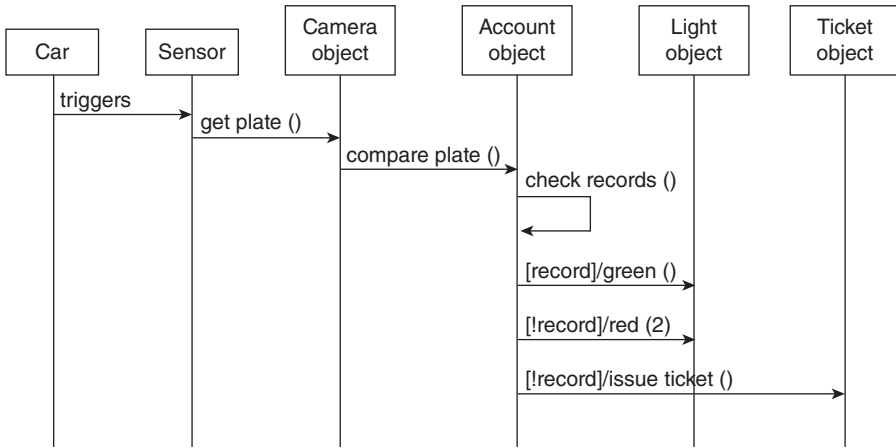 Car
Sensor
Camera
object
Account
object
Light
object
Ticket
object
triggers
get plate ()
compare plate ()
check records ()
[record]/green ()
[!record]/red (2)
[!record]/issue ticket ()